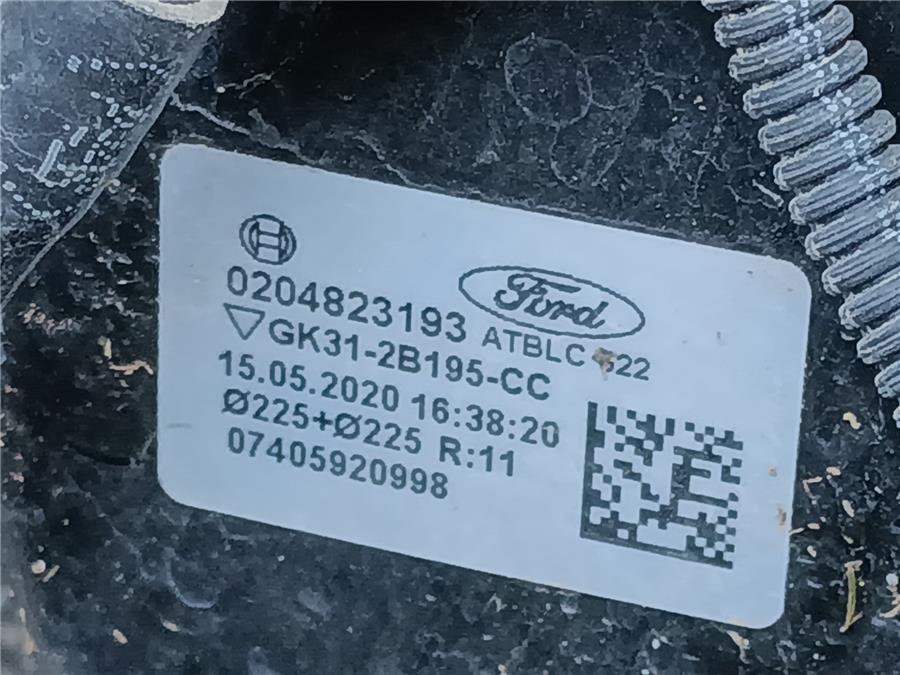 Ford
0204823193 ATBLC
GK31-2B195-CC
15.05.2020 16:38:20
Ø225+Ø225 R:11
07405920998